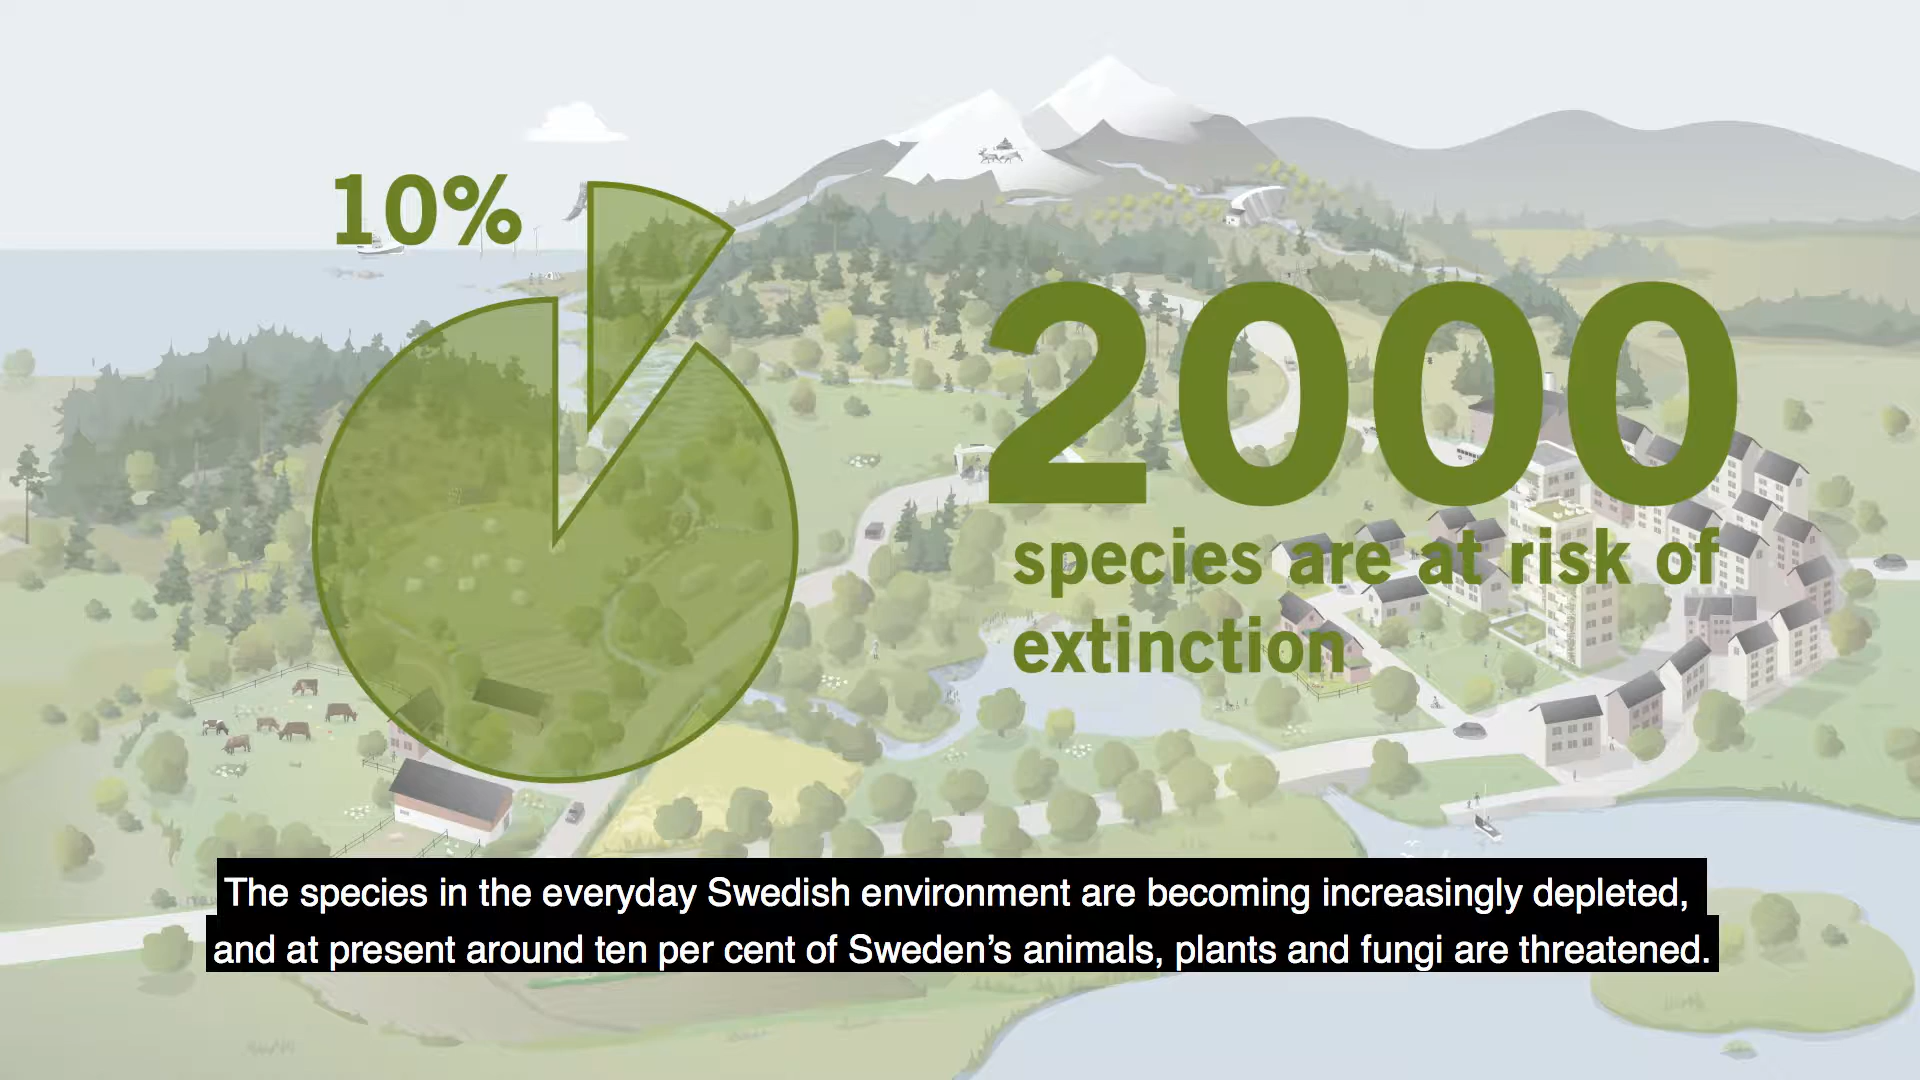 10%
2000
species are at risk of
extinction
The species in the everyday Swedish environment are becoming increasingly depleted,
and at present around ten per cent of Sweden’s animals, plants and fungi are threatened.